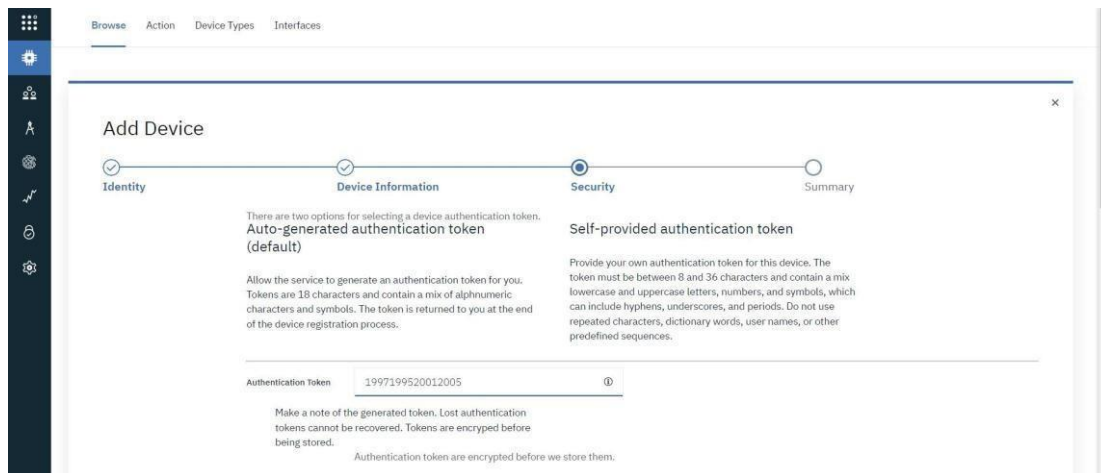 Browse Action Device Types Interfaces
Add Device
Identity Device Information Security Summary
There are two options for selecting a device authentication token.
Auto-generated authentication token
(default)
Allow the service to generate an authentication token for you.
Tokens are 18 characters and contain a mix of alphnumeric
characters and symbols. The token is returned to you at the end
of the device registration process.
Self-provided authentication token
Provide your own authentication token for this device. The
token must be between 8 and 36 characters and contain a mix
lowercase and uppercase letters, numbers, and symbols, which
can include hyphens, underscores, and periods. Do not use
repeated characters, dictionary words, user names, or other
predefined sequences.
Authentication Token 1997199520012005
Make a note of the generated token. Lost authentication
tokens cannot be recovered. Tokens are encryped before
being stored.
Authentication token are encrypted before we store them.